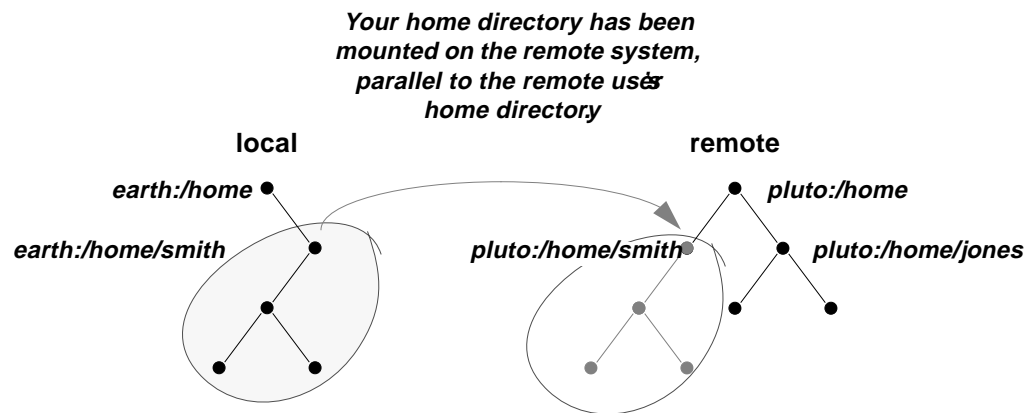 Your home directory has been
mounted on the remote system,
parallel to the remote user's
home directory.
local
remote
earth:/home
pluto:/home
earth:/home/smith
pluto:/home/smith
pluto:/home/jones